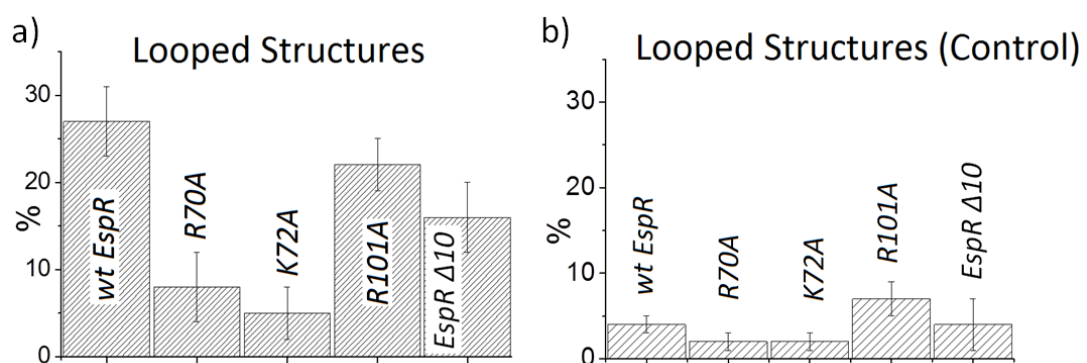 a)
Looped Structures
%
30
20
10
0
wt EspR
R70A
K72A
R101A
EspR Δ10
b)
Looped Structures (Control)
%
30
20
10
0
wt EspR
R70A
K72A
R101A
EspR Δ10